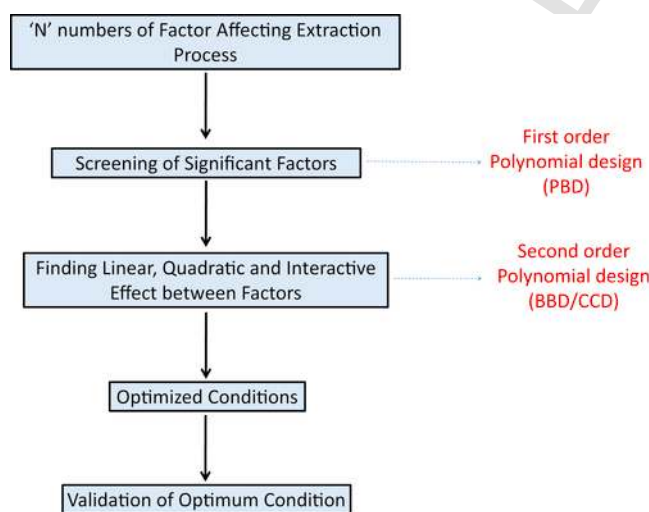 ‘N’ numbers of Factor Affecting Extraction
Process
Screening of Significant Factors
First order
Polynomial design
(PBD)
Finding Linear, Quadratic and Interactive
Effect between Factors
Second order
Polynomial design
(BBD/CCD)
Optimized Conditions
Validation of Optimum Condition